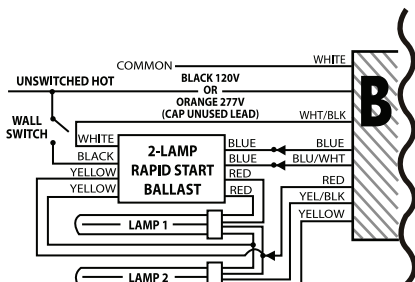 COMMON
WHITE
UNSWITCHED HOT
BLACK 120V
OR
ORANGE 277V
(CAP UNUSED LEAD)
B
WALL
SWITCH
WHT/BLK
WHITE
BLACK
YELLOW
YELLOW
2-LAMP
RAPID START
BALLAST
BLUE
BLUE
RED
RED
BLUE
BLU/WHT
RED
YEL/BLK
YELLOW
LAMP 1
LAMP 2